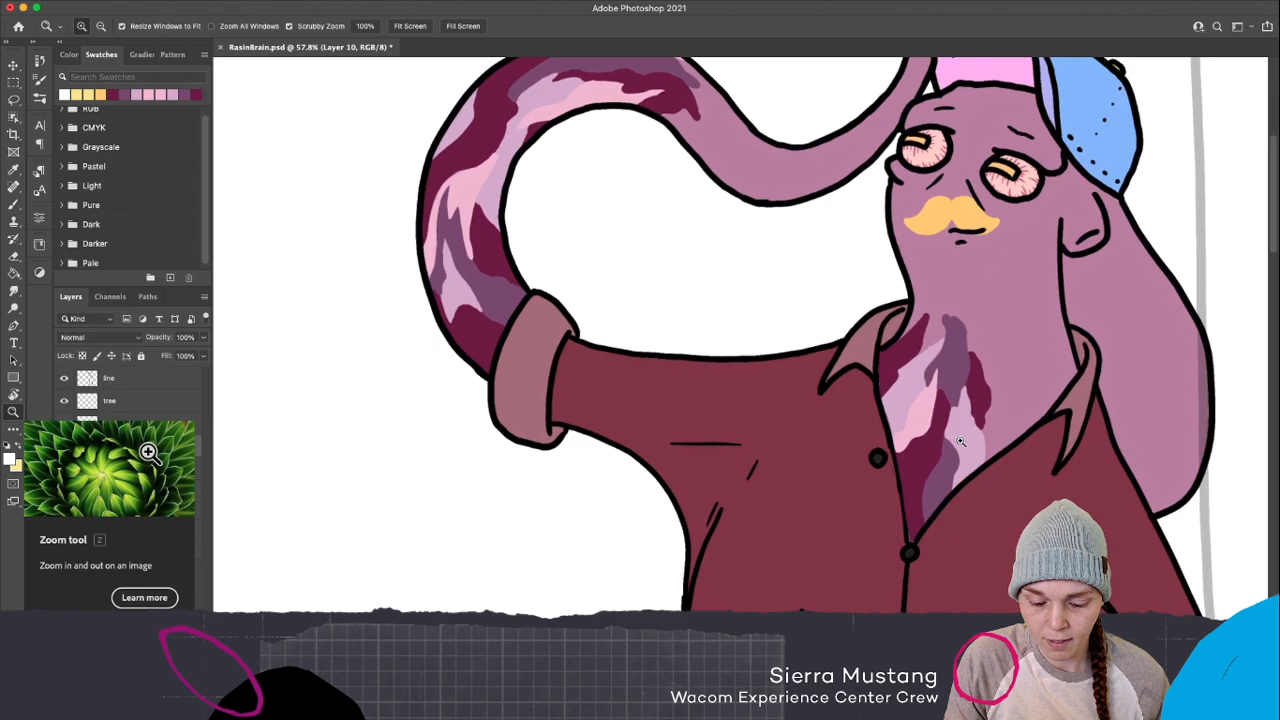 Adobe Photoshop 2021
Resize Windows to Fit
Zoom All Windows
Scrubby Zoom
100%
Fit Screen
Fill Screen
Color
Swatches
Gradier
Pattern
RasinBrain.psd @ 57.8% (Layer 10, RGB/8) *
Search Swatches
RGB
CMYK
Grayscale
Pastel
Light
Pure
Dark
Darker
Pale
Layers
Channels
Paths
Kind
Normal
Opacity: 100%
Lock:
Fill: 100%
line
tree
Zoom tool Z
Zoom in and out on an image
Learn more
Sierra Mustang
Wacom Experience Center Crew